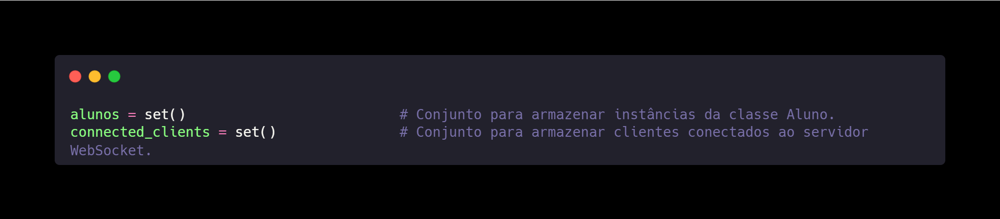 alunos = set()                          # Conjunto para armazenar instâncias da classe Aluno.
connected_clients = set()               # Conjunto para armazenar clientes conectados ao servidor
WebSocket.